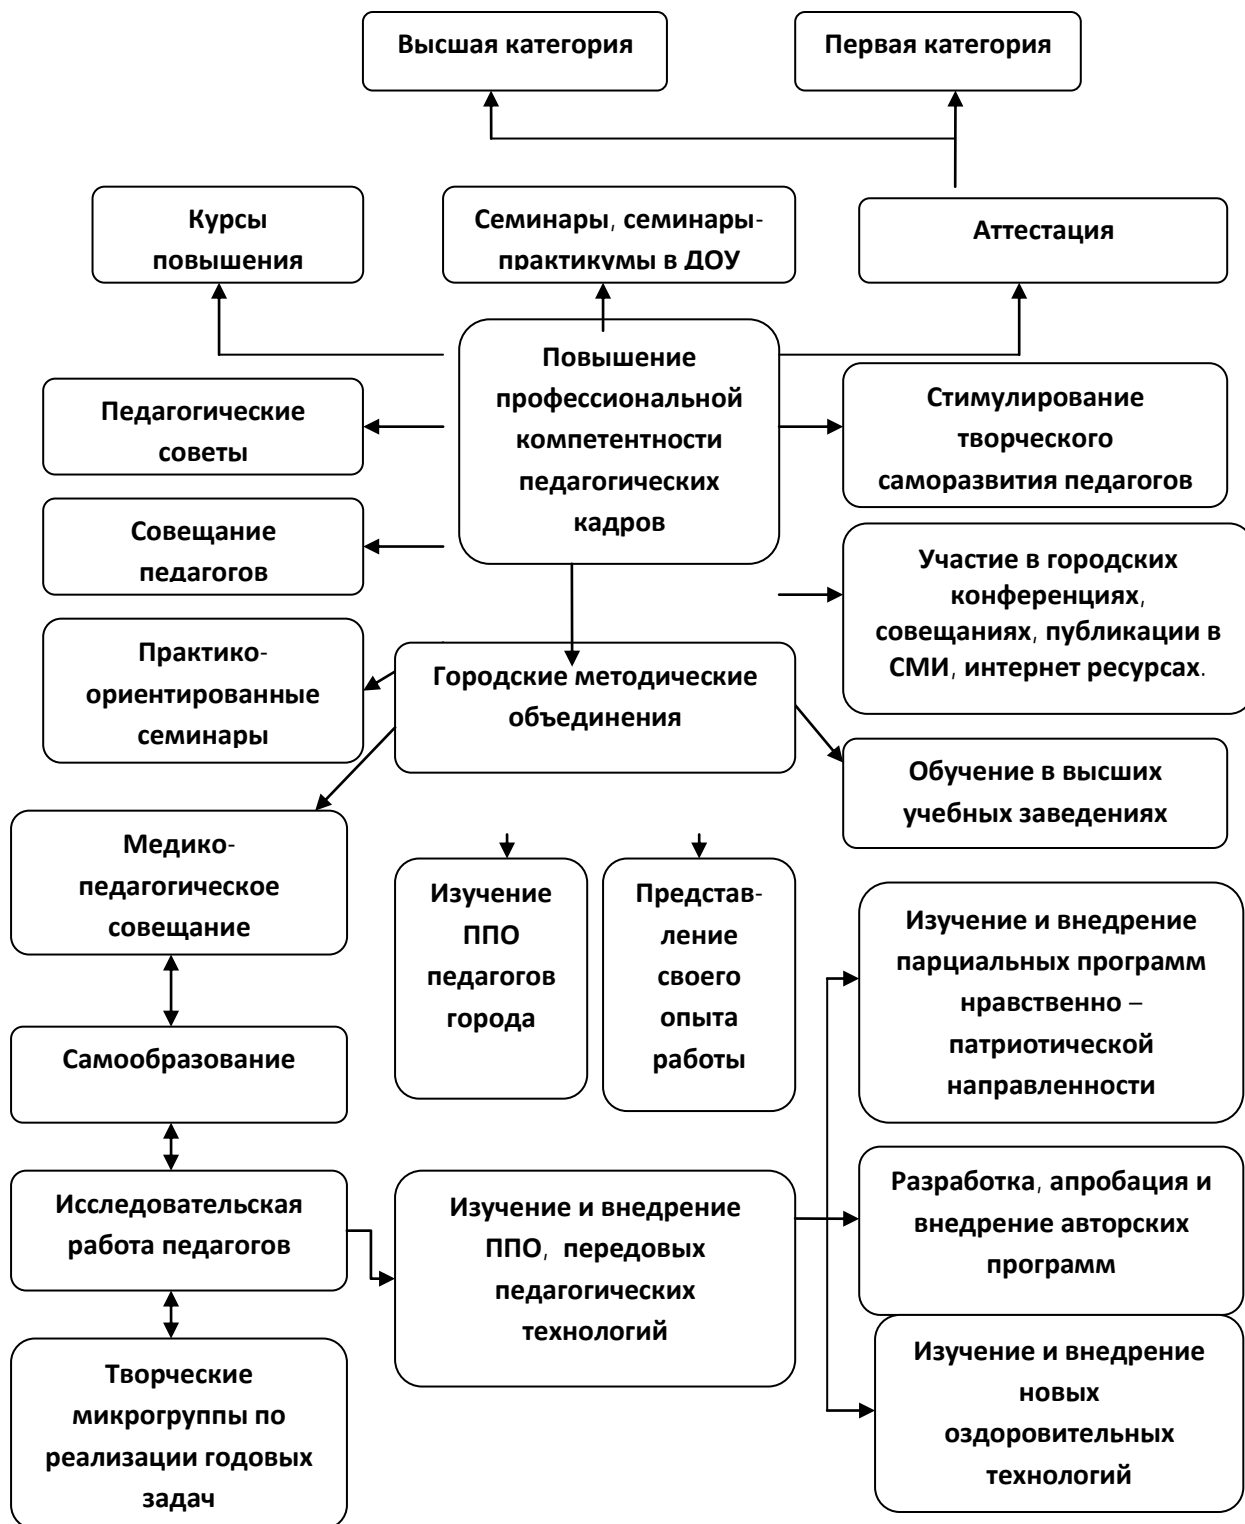 Высшая категория
Первая категория
Курсы
повышения
Семинары, семинары-
практикумы в ДОУ
Аттестация
Повышение
профессиональной
компетентности
педагогических
кадров
Педагогические
советы
Стимулирование
творческого
саморазвития педагогов
Совещание
педагогов
Участие в городских
конференциях,
совещаниях, публикации в
СМИ, интернет ресурсах.
Практико-
ориентированные
семинары
Городские методические
объединения
Обучение в высших
учебных заведениях
Медико-
педагогическое
совещание
Изучение
ППО
педагогов
города
Представ-
ление
своего
опыта
работы
Изучение и внедрение
парциальных программ
нравственно –
патриотической
направленности
Самообразование
Исследовательская
работа педагогов
Изучение и внедрение
ППО, передовых
педагогических
технологий
Разработка, апробация и
внедрение авторских
программ
Творческие
микрогруппы по
реализации годовых
задач
Изучение и внедрение
новых
оздоровительных
технологий